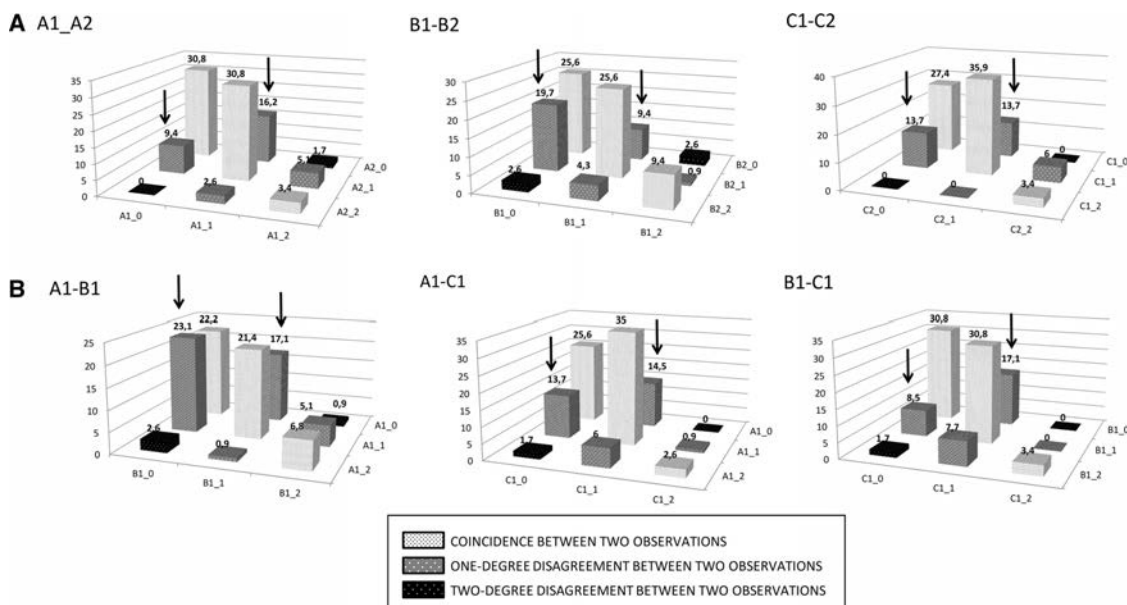 A
A1_A2
30,8
30,8
16,2
9,4
1,7
5,1
0
2,6
3,4
35
30
25
20
15
10
5
0
A1_0
A1_1
A1_2
A2_0
A2_1
A2_2
B1-B2
25,6
25,6
19,7
9,4
2,6
0,9
2,6
4,3
9,4
30
25
20
15
10
5
0
B1_0
B1_1
B1_2
B2_0
B2_1
B2_2
C1-C2
27,4
35,9
13,7
13,7
0
6
0
0
3,4
40
30
20
10
0
C2_0
C2_1
C2_2
C1_0
C1_1
C1_2
B
A1-B1
23,1
22,2
21,4
17,1
0,9
5,1
2,6
0,9
6,8
25
20
15
10
5
0
B1_0
B1_1
B1_2
A1_0
A1_1
A1_2
A1-C1
25,6
35
14,5
13,7
0
0,9
1,7
6
2,6
35
30
25
20
15
10
5
0
C1_0
C1_1
C1_2
A1_0
A1_1
A1_2
B1-C1
30,8
30,8
17,1
8,5
0
0
1,7
7,7
3,4
35
30
25
20
15
10
5
0
C1_0
C1_1
C1_2
B1_0
B1_1
B1_2
COINCIDENCE BETWEEN TWO OBSERVATIONS
ONE-DEGREE DISAGREEMENT BETWEEN TWO OBSERVATIONS
TWO-DEGREE DISAGREEMENT BETWEEN TWO OBSERVATIONS